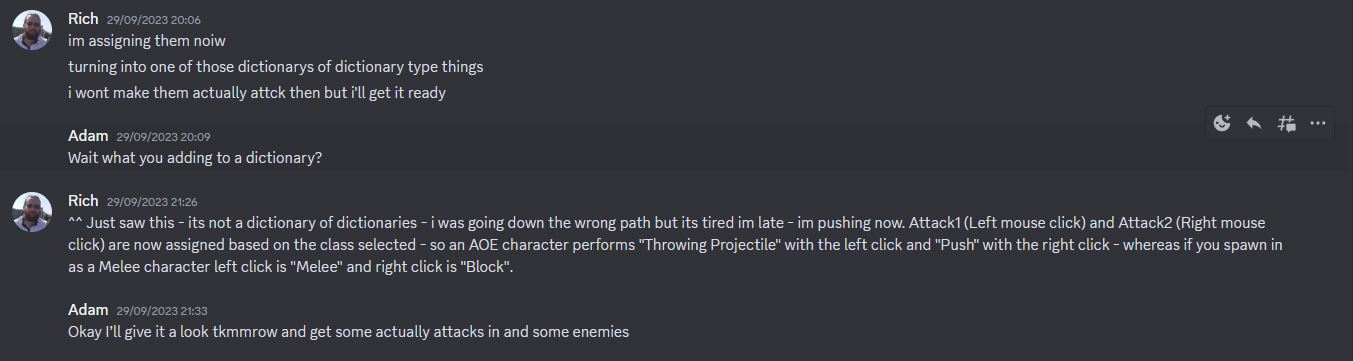 Rich 29/09/2023 20:06
im assigning them noiw
turning into one of those dictionarys of dictionary type things
i wont make them actually attck then but i'll get it ready
Adam 29/09/2023 20:09
Wait what you adding to a dictionary?
Rich 29/09/2023 21:26
^^ Just saw this - its not a dictionary of dictionaries - i was going down the wrong path but its tired im late - im pushing now. Attack1 (Left mouse click) and Attack2 (Right mouse
click) are now assigned based on the class selected - so an AOE character performs "Throwing Projectile" with the left click and "Push" with the right click - whereas if you spawn in
as a Melee character left click is "Melee" and right click is "Block".
Adam 29/09/2023 21:33
Okay I'll give it a look tkmmrow and get some actually attacks in and some enemies